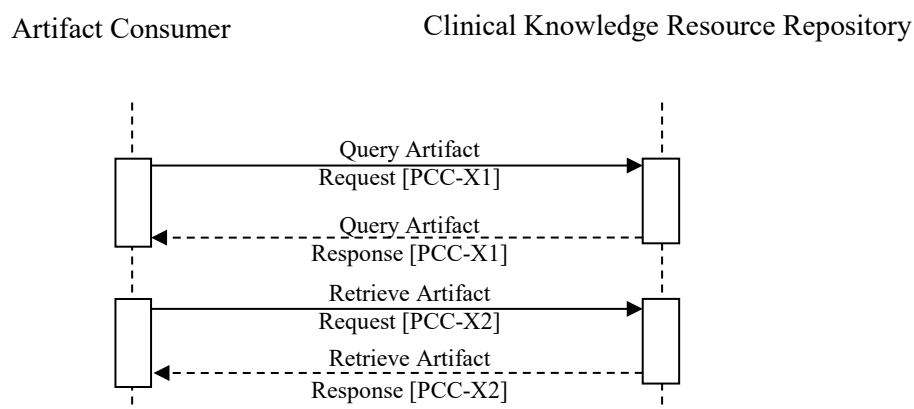 Artifact Consumer
Clinical Knowledge Resource Repository
Query Artifact
Request [PCC-X1]
Query Artifact
Response [PCC-X1]
Retrieve Artifact
Request [PCC-X2]
Retrieve Artifact
Response [PCC-X2]